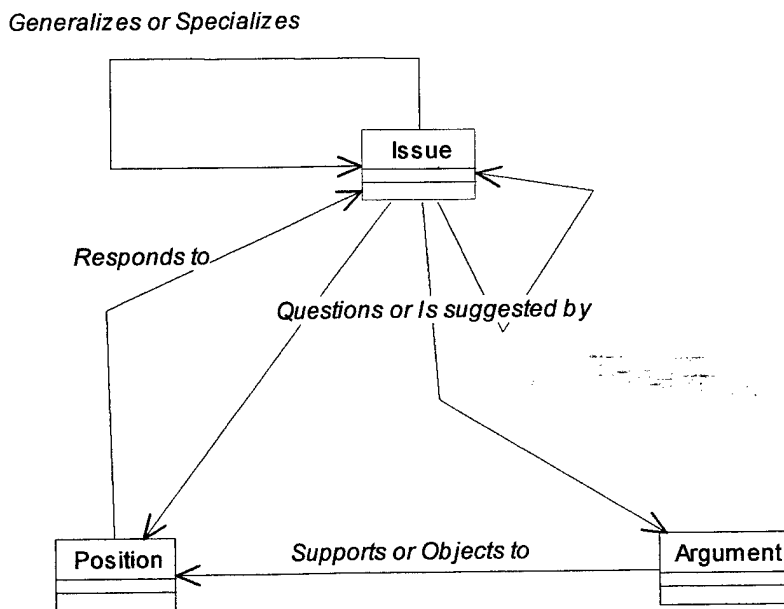 Generalizes or Specializes
Issue
Responds to
Questions or Is suggested by
Position
Supports or Objects to
Argument